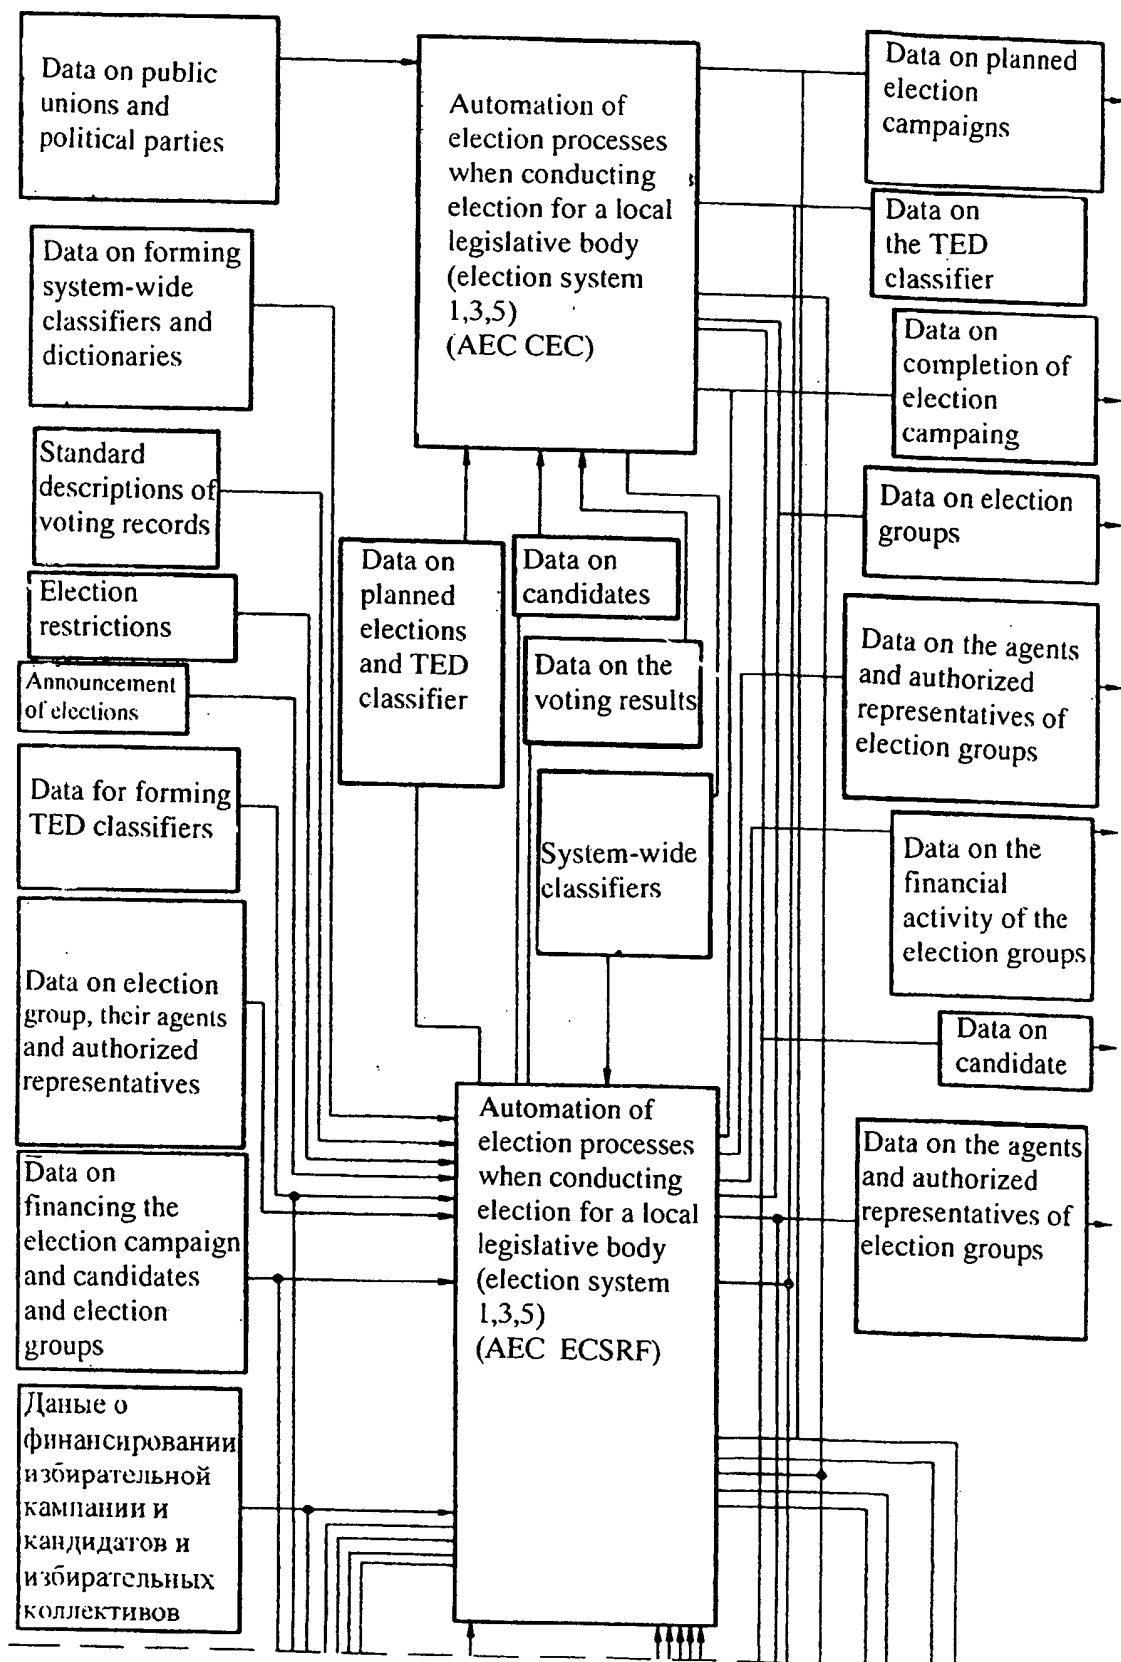 Data on public
unions and
political parties
Data on forming
system-wide
classifiers and
dictionaries
Standard
descriptions of
voting records
Election
restrictions
Announcement
of elections
Data for forming
TED classifiers
Data on election
group, their agents
and authorized
representatives
Data on
financing the
election campaign
and candidates
and election
groups
Даные о
финансировании
избирательной
кампании и
кандидатов и
избирательных
коллективов
Automation of
election processes
when conducting
election for a local
legislative body
(election system
1,3,5)
(AEC CEC)
Data on
planned
elections
and TED
classifier
Data on
candidates
Data on the
voting results
System-wide
classifiers
Automation of
election processes
when conducting
election for a local
legislative body
(election system
1,3,5)
(AEC ECSRF)
Data on planned
election
campaigns
Data on
the TED
classifier
Data on
completion of
election
campaing
Data on election
groups
Data on the agents
and authorized
representatives of
election groups
Data on the
financial
activity of the
election groups
Data on
candidate
Data on the agents
and authorized
representatives of
election groups